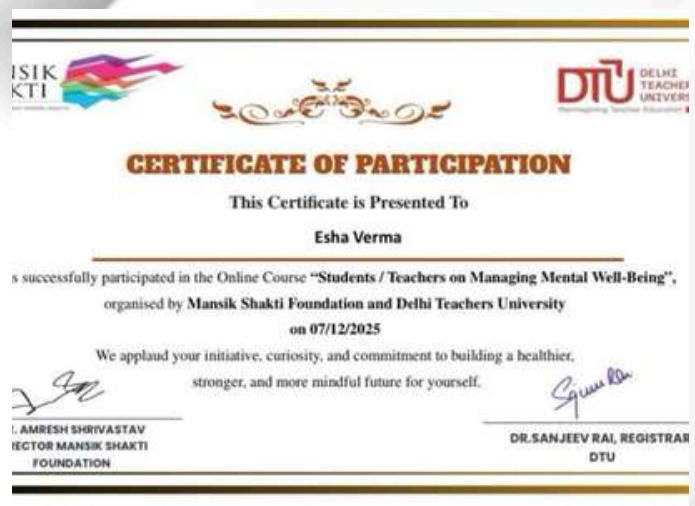 NSIK
KTI
DTU
DELHI
TEACHER
UNIVERS
CERTIFICATE OF PARTICIPATION
This Certificate is Presented To
Esha Verma
s successfully participated in the Online Course “Students / Teachers on Managing Mental Well-Being”,
organised by Mansik Shakti Foundation and Delhi Teachers University
on 07/12/2025
We applaud your initiative, curiosity, and commitment to building a healthier,
stronger, and more mindful future for yourself.
. AMRESH SHRIVASTAV
ECTOR MANSIK SHAKTI
FOUNDATION
DR.SANJEEV RAI, REGISTRAR
DTU